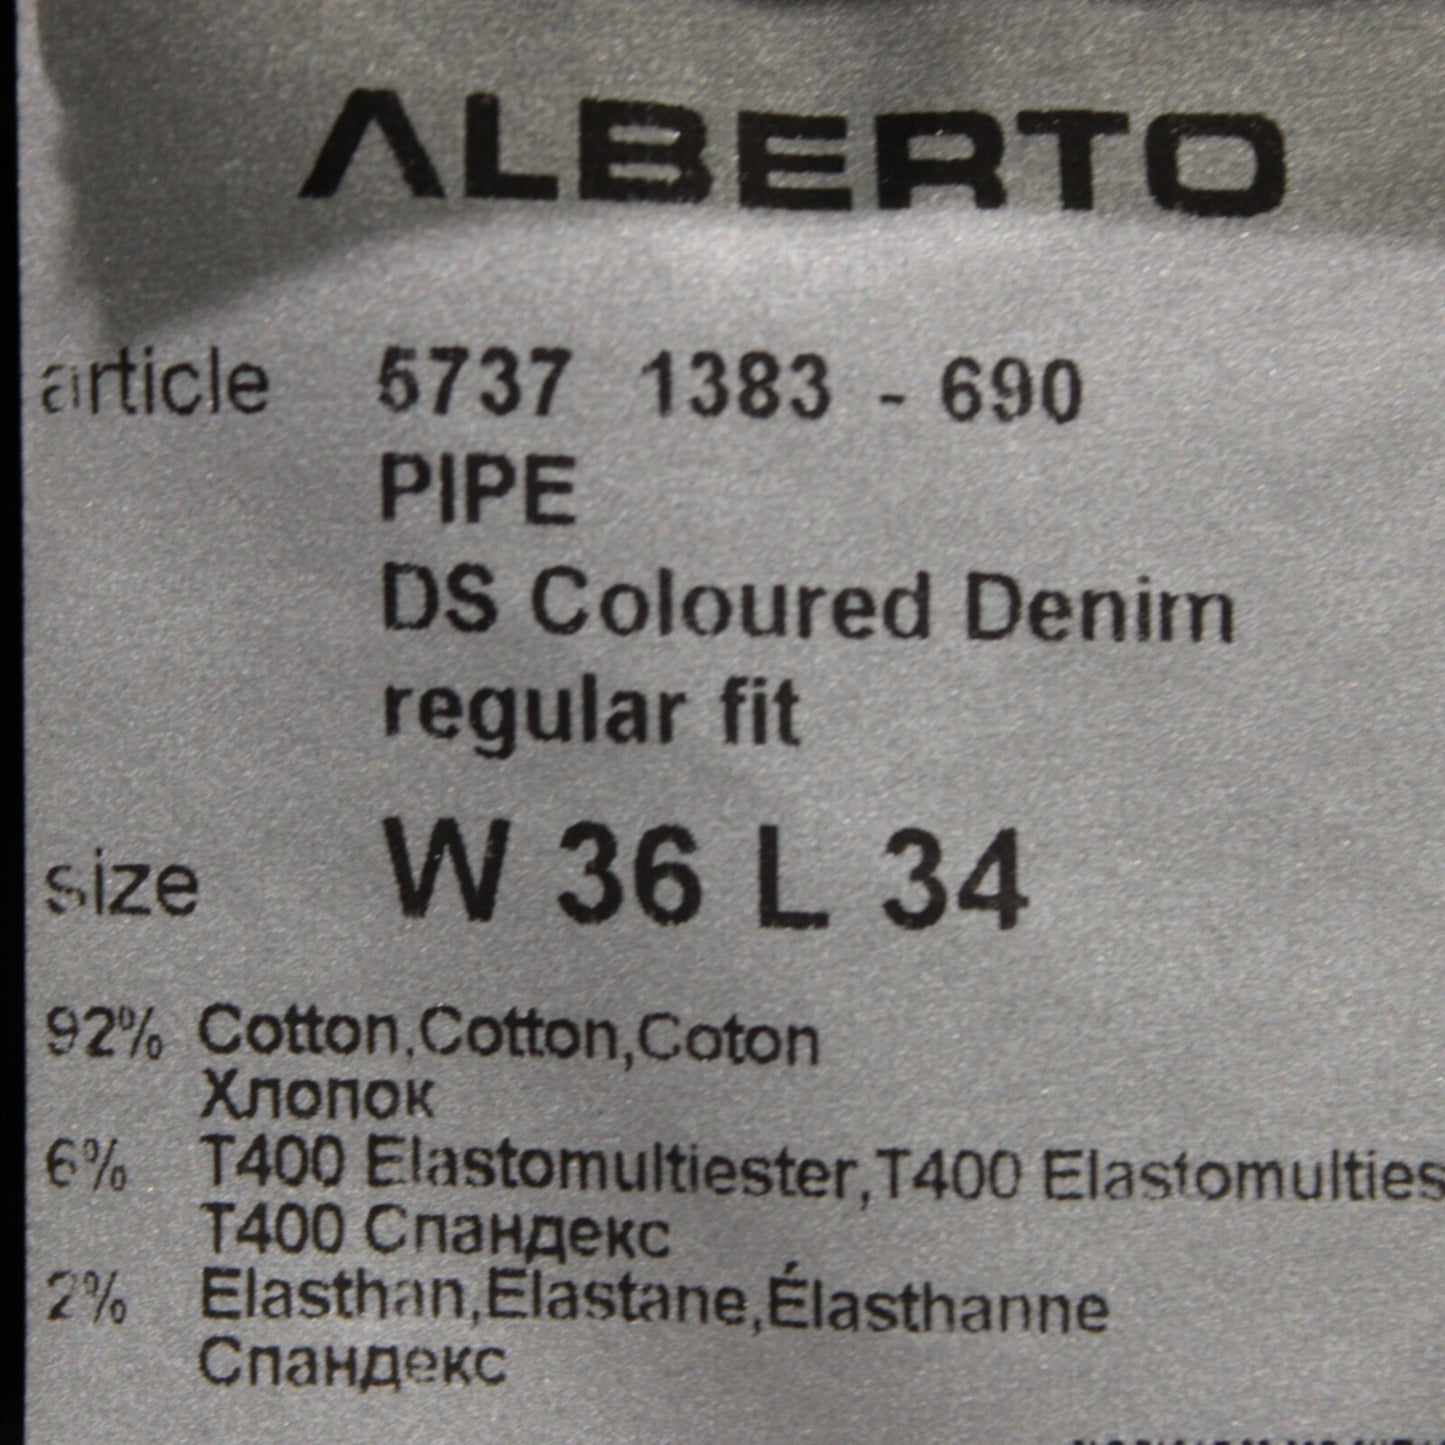 ALBERTO
article 5737 1383 - 690
PIPE
DS Coloured Denim
regular fit
size W 36 L 34
92% Cotton,Cotton,Coton
Хлопок
6% T400 Elastomultiester,T400 Elastomulties
T400 Спандекс
2% Elasthan,Elastane,Élasthanne
Спандекс